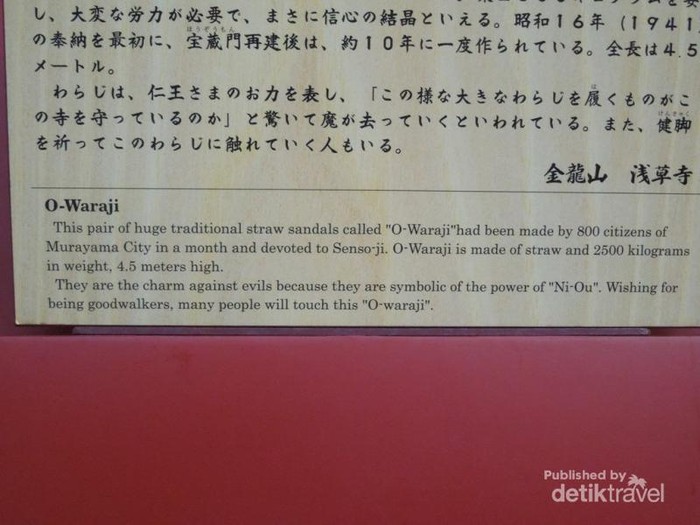 し、大変な労力が必要で、まさに信心の結晶といえる。昭和16年（1941
の奉納を最初に、宝蔵門再建後は、約10年に一度作られている。全長は4.5
メートル。
わらじは、仁王さまのお力を表し、「この様な大きなわらじを履くものがこ
の寺を守っているのか」と驚いて魔が去っていくといわれている。また、健脚
を祈ってこのわらじに触れていく人もいる。
金龍山 浅草寺
O-Waraji
This pair of huge traditional straw sandals called "O-Waraji"had been made by 800 citizens of
Murayama City in a month and devoted to Senso-ji. O-Waraji is made of straw and 2500 kilograms
in weight, 4.5 meters high.
They are the charm against evils because they are symbolic of the power of "Ni-Ou". Wishing for
being goodwalkers, many people will touch this "O-waraji".
Published by
detiktravel